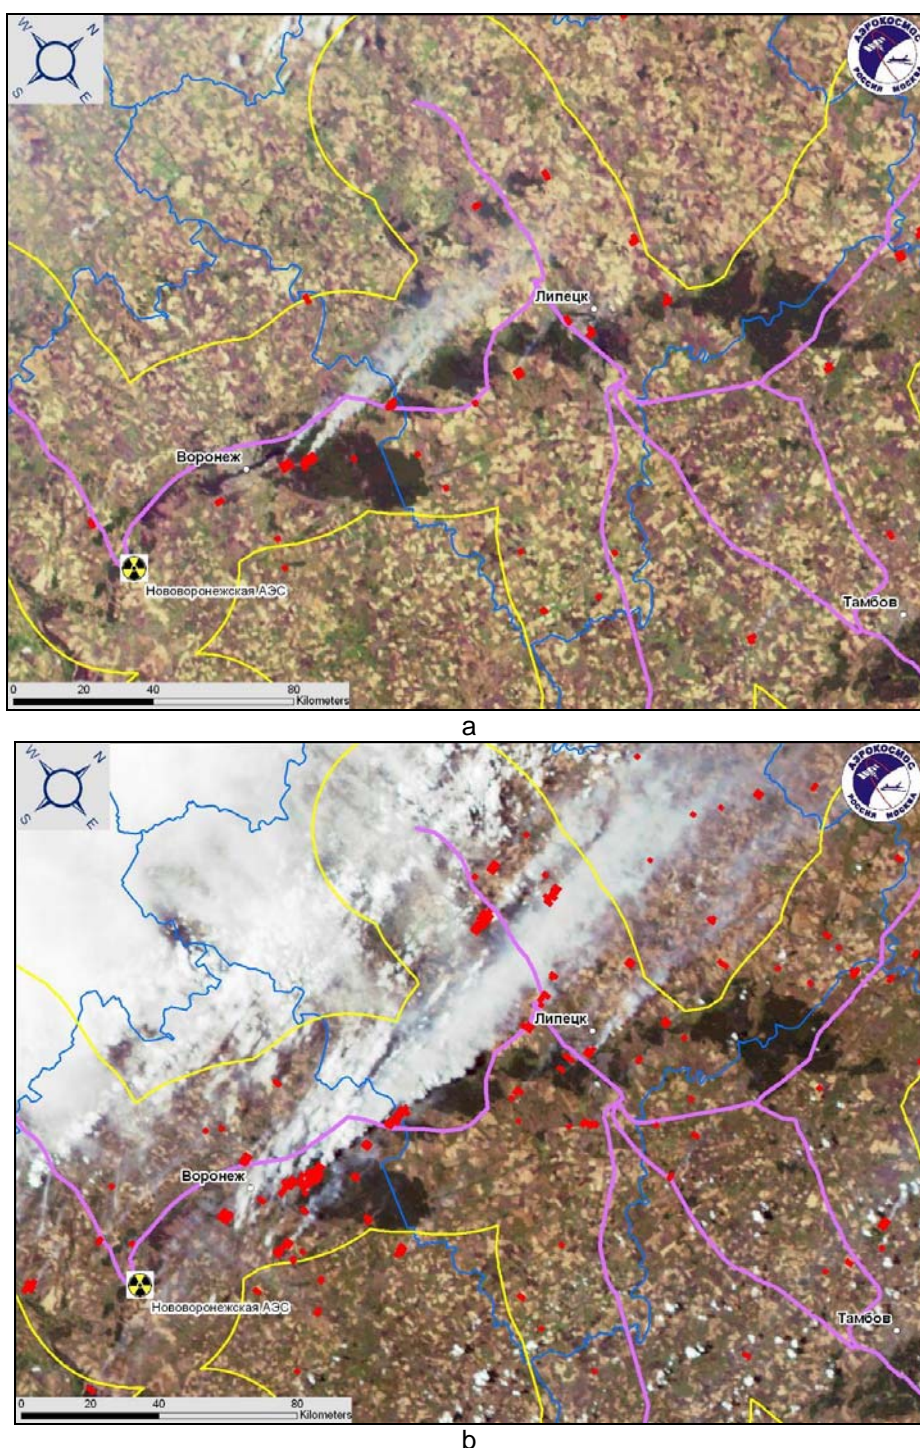 W
N
S
E
АЭРОКОСМОС
РОССИЯ МОСКВА
Липецк
Воронеж
Нововоронежская АЭС
Тамбов
0 20 40 80
Kilometers
a
W
N
S
E
АЭРОКОСМОС
РОССИЯ МОСКВА
Липецк
Воронеж
Нововоронежская АЭС
Тамбов
0 20 40 80
Kilometers
b